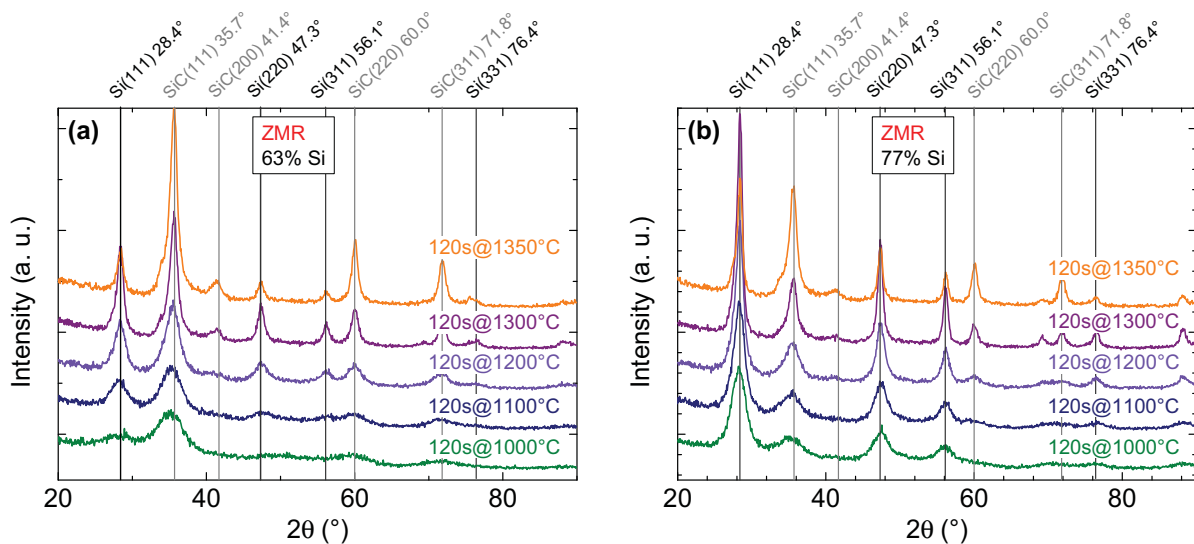 Si(111) 28.4°
SiC(111) 35.7°
SiC(200) 41.4°
Si(220) 47.3°
Si(311) 56.1°
SiC(220) 60.0°
SiC(311) 71.8°
Si(331) 76.4°
(a)
ZMR
63% Si
120s@1350°C
120s@1300°C
120s@1200°C
120s@1100°C
120s@1000°C
Intensity (a. u.)
20 40 60 80
2θ (°)
Si(111) 28.4°
SiC(111) 35.7°
SiC(200) 41.4°
Si(220) 47.3°
Si(311) 56.1°
SiC(220) 60.0°
SiC(311) 71.8°
Si(331) 76.4°
(b)
ZMR
77% Si
120s@1350°C
120s@1300°C
120s@1200°C
120s@1100°C
120s@1000°C
Intensity (a. u.)
20 40 60 80
2θ (°)